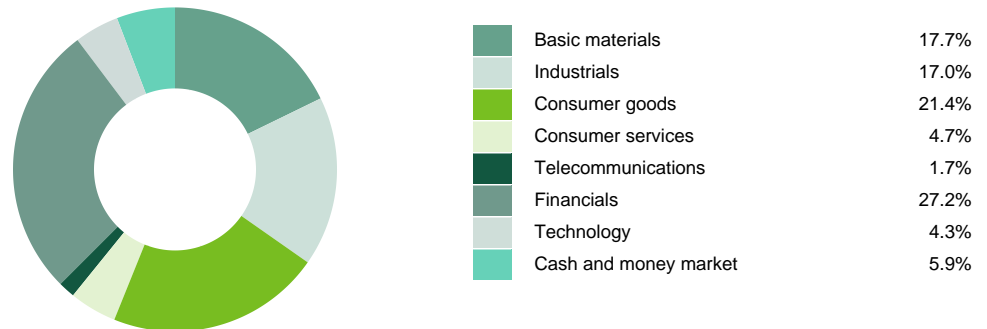 Basic materials 17.7%
Industrials 17.0%
Consumer goods 21.4%
Consumer services 4.7%
Telecommunications 1.7%
Financials 27.2%
Technology 4.3%
Cash and money market 5.9%